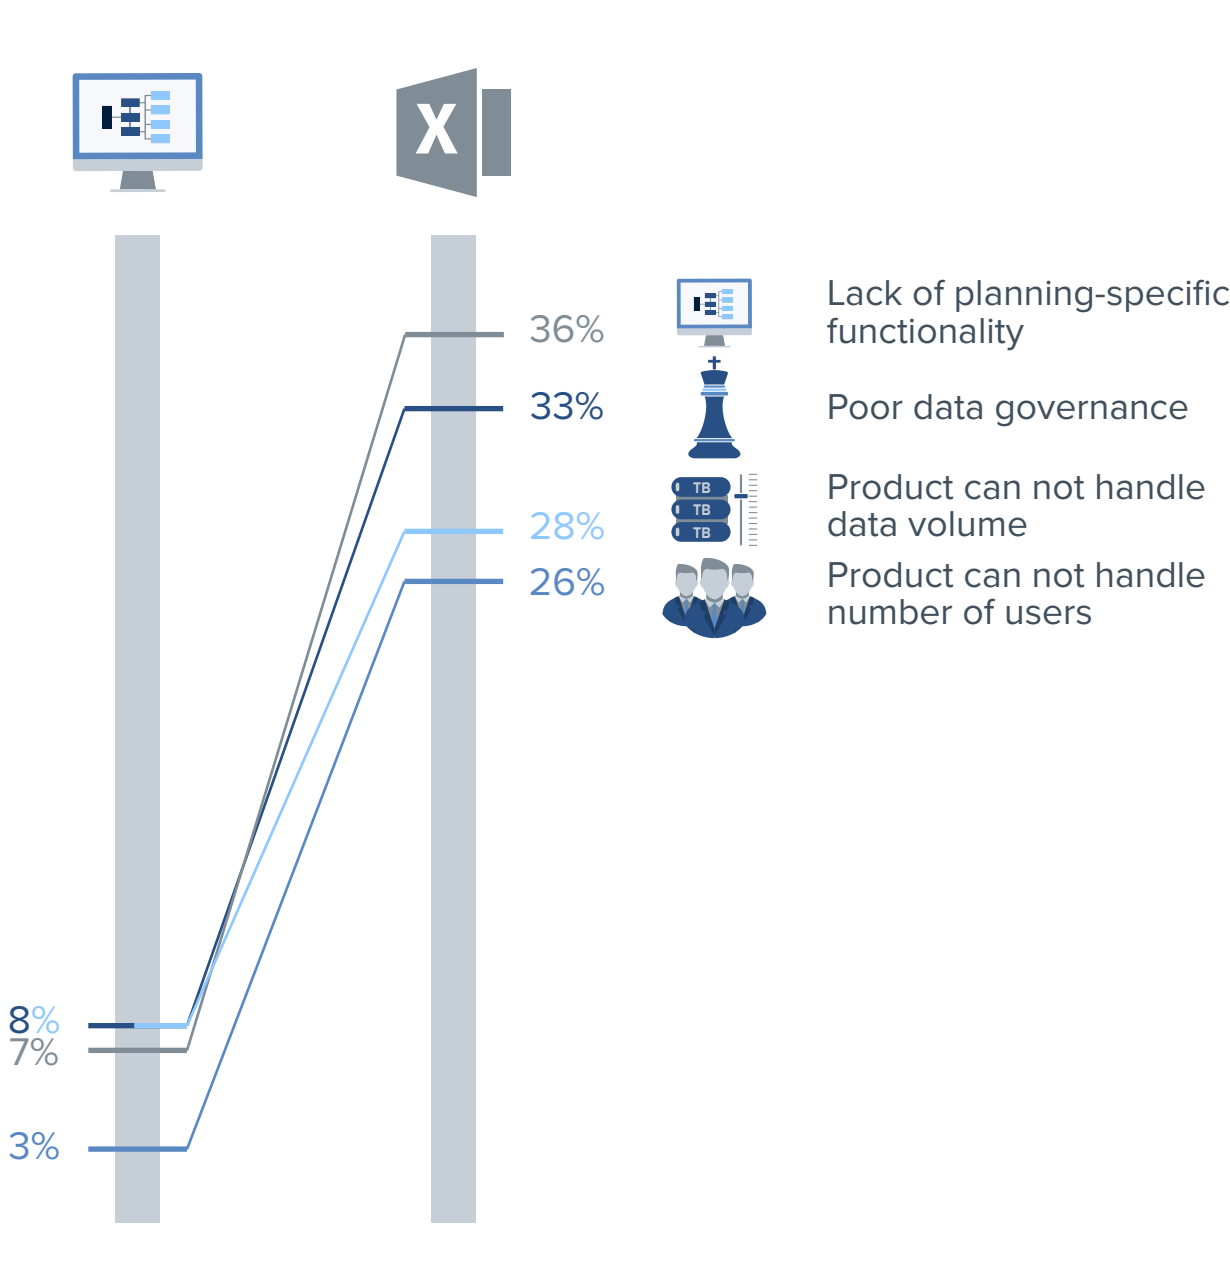 X
36%
Lack of planning-specific
functionality
33%
Poor data governance
TB
TB
TB
Product can not handle
data volume
28%
26%
Product can not handle
number of users
8%
7%
3%